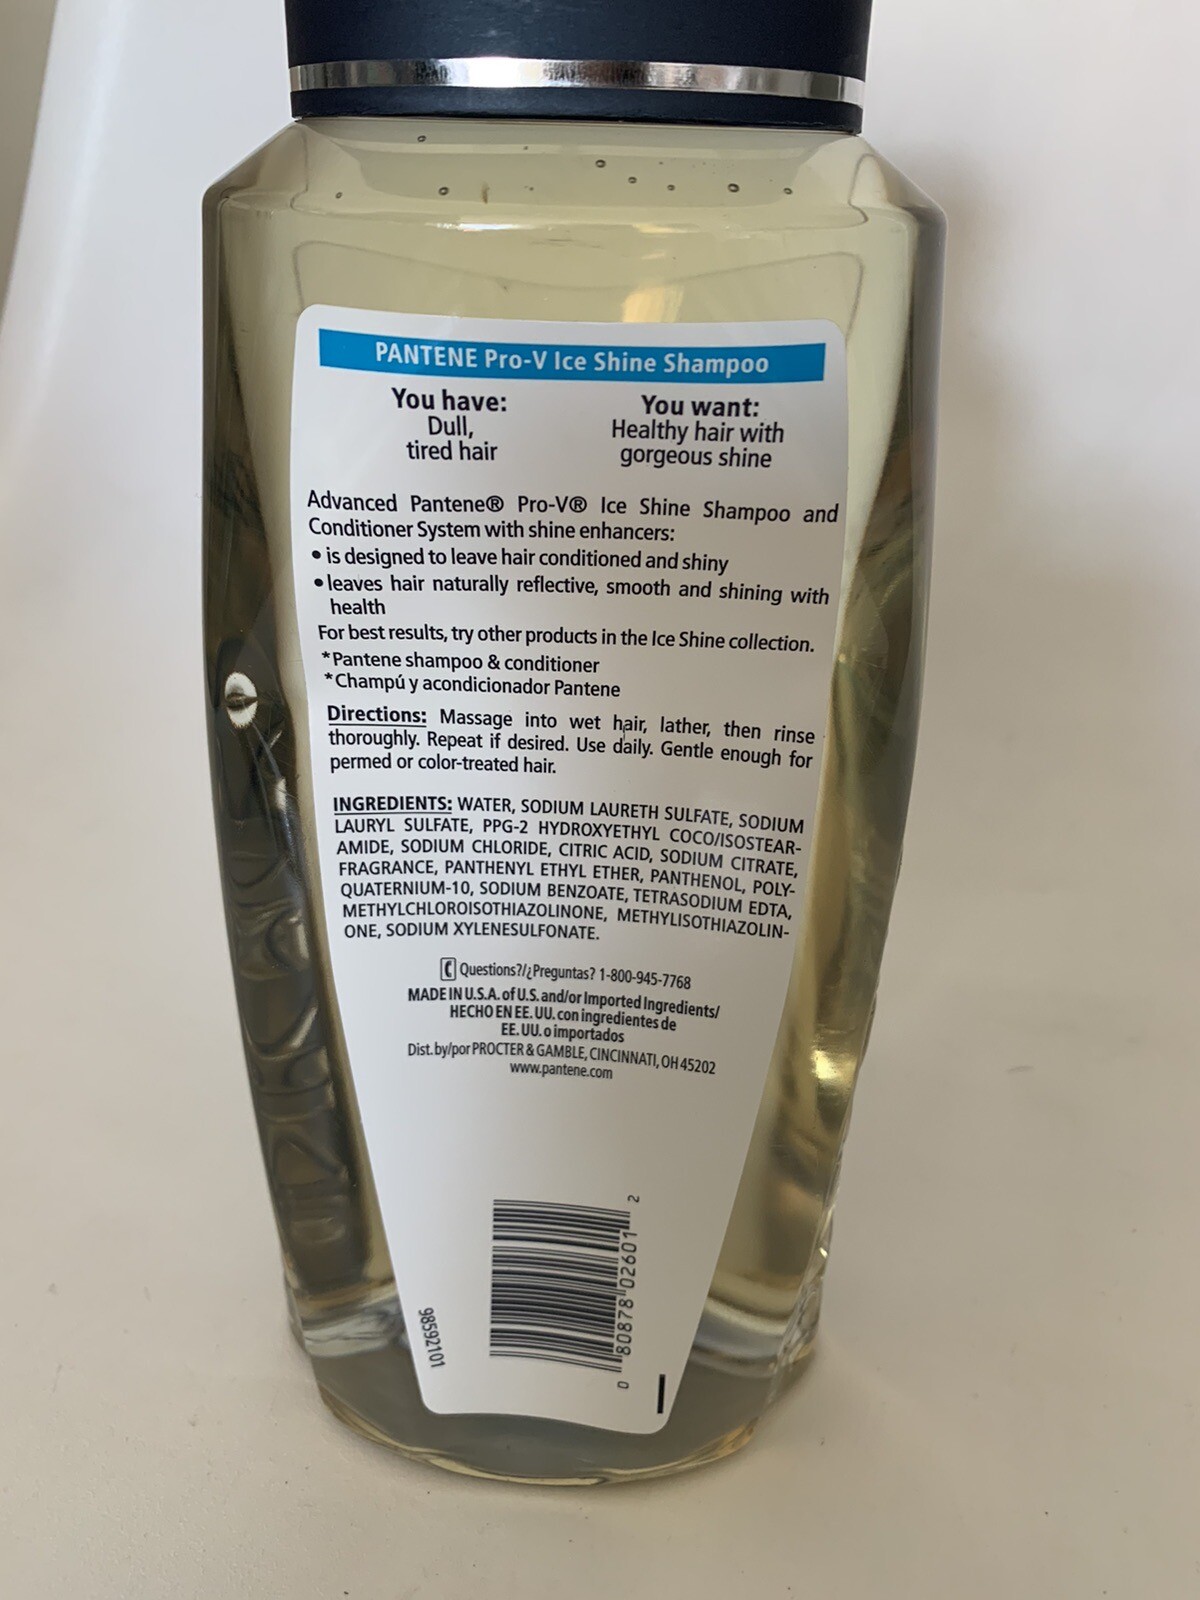 PANTENE Pro-V Ice Shine Shampoo
You have:
Dull,
tired hair
You want:
Healthy hair with
gorgeous shine
Advanced Pantene® Pro-V® Ice Shine Shampoo and
Conditioner System with shine enhancers:
• is designed to leave hair conditioned and shiny
• leaves hair naturally reflective, smooth and shining with
health
For best results, try other products in the Ice Shine collection.
*Pantene shampoo & conditioner
*Champú y acondicionador Pantene
Directions: Massage into wet hair, lather, then rinse
thoroughly. Repeat if desired. Use daily. Gentle enough for
permed or color-treated hair.
INGREDIENTS: WATER, SODIUM LAURETH SULFATE, SODIUM
LAURYL SULFATE, PPG-2 HYDROXYETHYL COCO/ISOSTEAR-
AMIDE, SODIUM CHLORIDE, CITRIC ACID, SODIUM CITRATE,
FRAGRANCE, PANTHENYL ETHYL ETHER, PANTHENOL, POLY-
QUATERNIUM-10, SODIUM BENZOATE, TETRASODIUM EDTA,
METHYLCHLOROISOTHIAZOLINONE, METHYLISOTHIAZOLIN-
ONE, SODIUM XYLENESULFONATE.
Questions?/¿Preguntas? 1-800-945-7768
MADE IN U.S.A. of U.S. and/or Imported Ingredients/
HECHO EN EE. UU. con ingredientes de
EE. UU. o importados
Dist. by/por PROCTER & GAMBLE, CINCINNATI, OH 45202
www.pantene.com
0 80878 02601 2
98592101